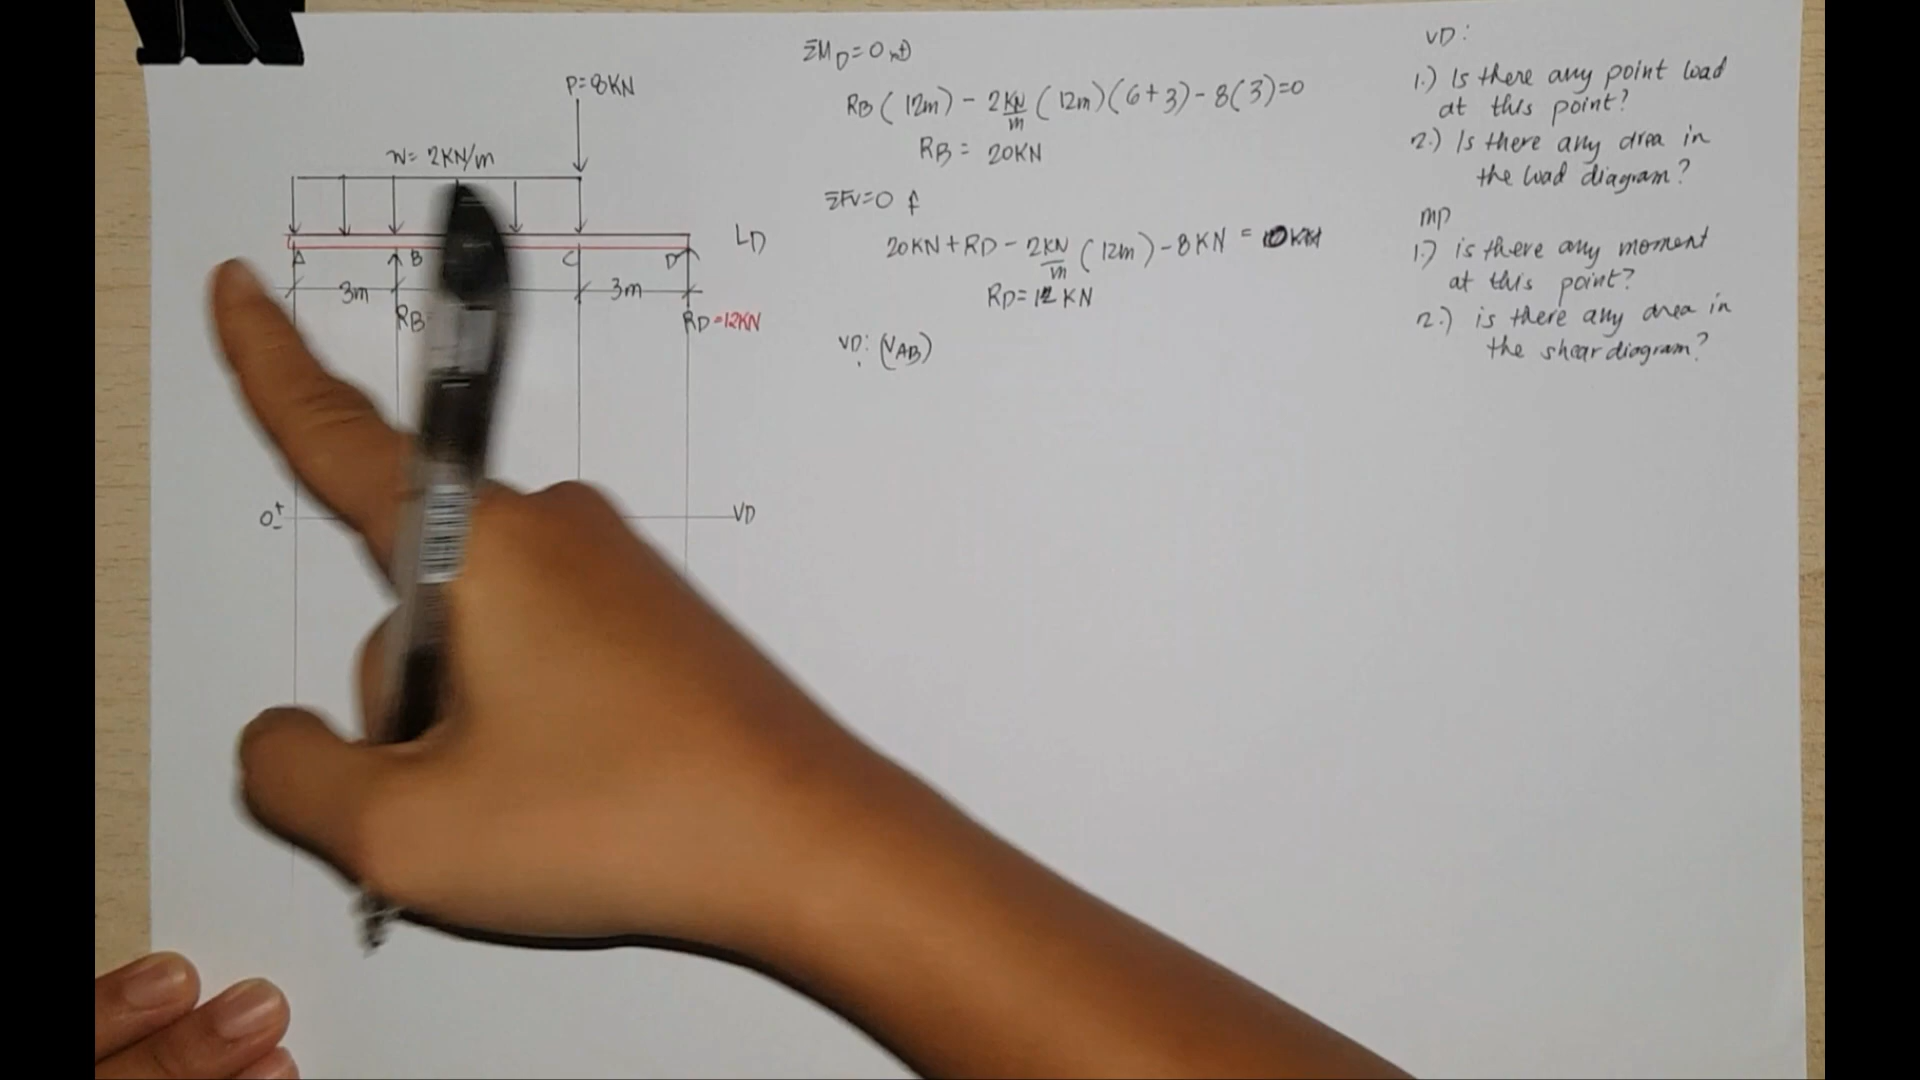 P=8KN
W= 2KN/m
LD
A
B
C
D
3m
3m
RB=
RD=12KN
0+-
VD
ΣMD=0
RB(12m) - 2KN/m (12m)(6+3) - 8(3)=0
RB = 20KN
ΣFV=0
20KN+RD - 2KN/m (12m) - 8KN = 0
RD=12KN
VD: (VAB)
VD:
1.) Is there any point load
at this point?
2.) Is there any area in
the load diagram?
MD
1.) is there any moment
at this point?
2.) is there any area in
the shear diagram?